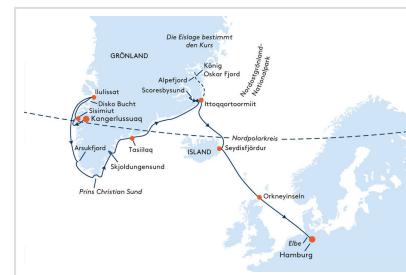 Die Eislage bestimmt
den Kurs
GRÖNLAND
König
Oskar Fjord
Alpefjord
Nordostgrönland-
Nationalpark
Scoresbysund
Ilulissat
Ittoqqortoormiit
Disko Bucht
Sisimiut
Kangerlussuaq
Nordpolarkreis
Arsukfjord
Tasiilaq
ISLAND
Seydisfjördur
Skjoldungensund
Prins Christian Sund
Orkneyinseln
Elbe
Hamburg